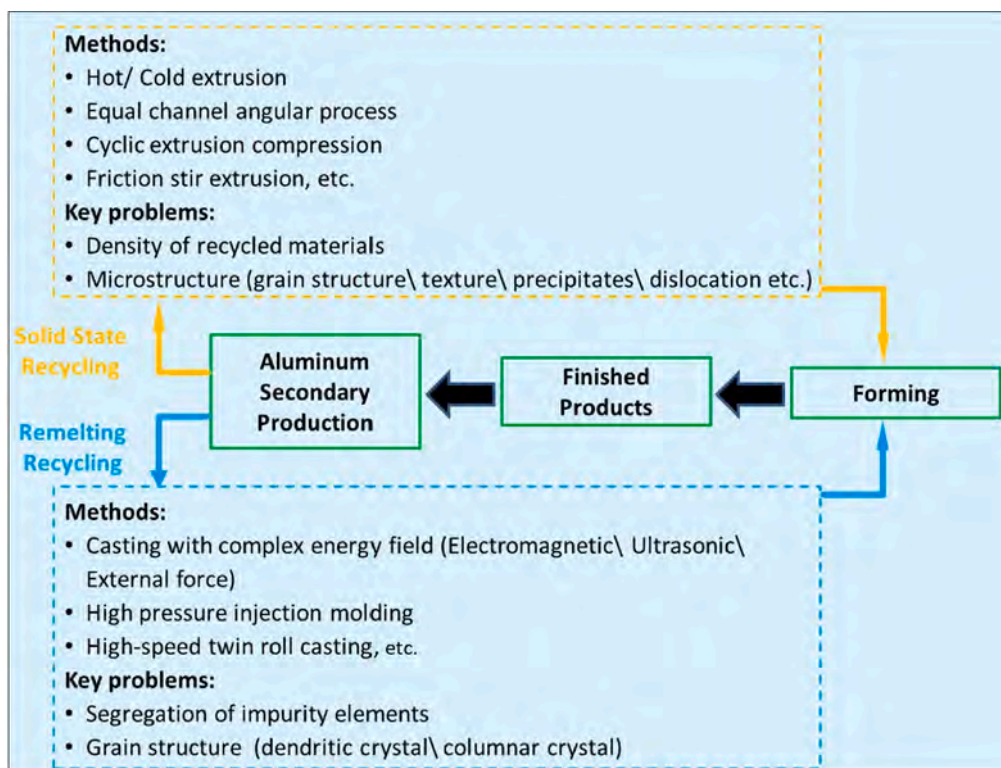 Methods:
• Hot/ Cold extrusion
• Equal channel angular process
• Cyclic extrusion compression
• Friction stir extrusion, etc.
Key problems:
• Density of recycled materials
• Microstructure (grain structure\ texture\ precipitates\ dislocation etc.)
Solid State
Recycling
Aluminum
Secondary
Production
Finished
Products
Forming
Remelting
Recycling
Methods:
• Casting with complex energy field (Electromagnetic\ Ultrasonic\
External force)
• High pressure injection molding
• High-speed twin roll casting, etc.
Key problems:
• Segregation of impurity elements
• Grain structure (dendritic crystal\ columnar crystal)